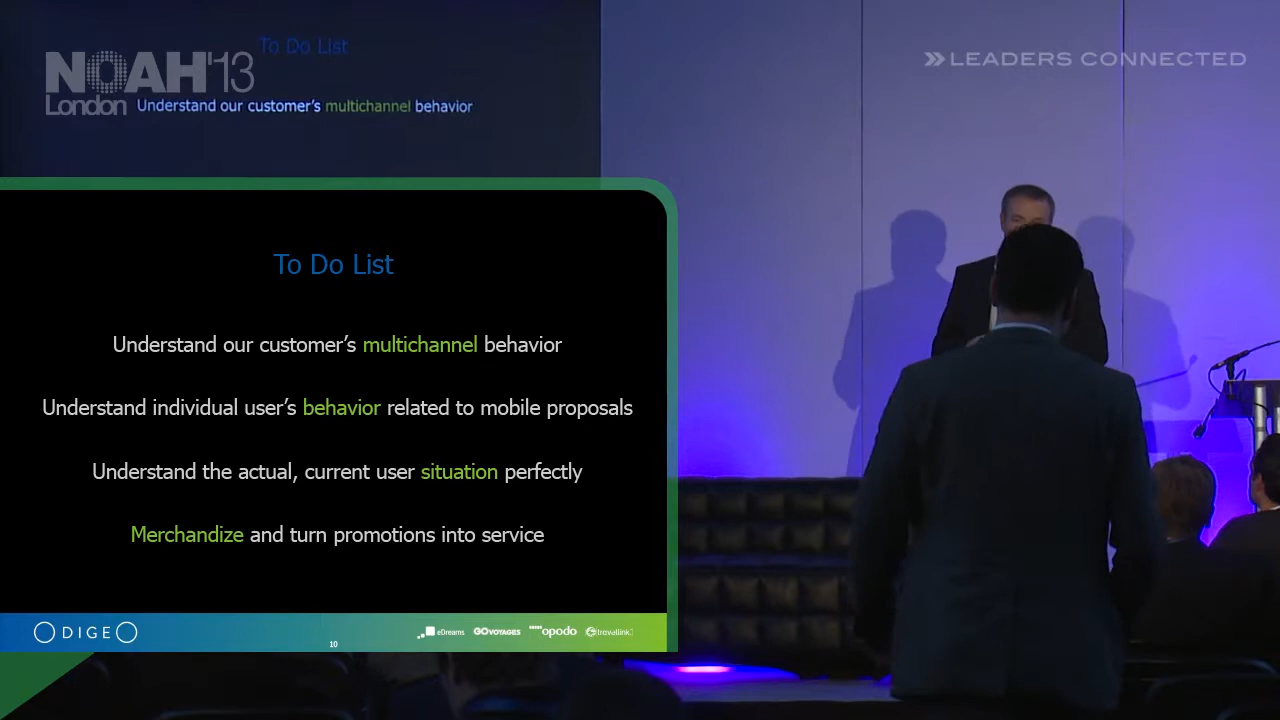 To Do List
NOAH'13
London
Understand our customer's multichannel behavior
LEADERS CONNECTED
To Do List
Understand our customer's multichannel behavior
Understand individual user's behavior related to mobile proposals
Understand the actual, current user situation perfectly
Merchandize and turn promotions into service
ODIGEO
10
eDreams
GO VOYAGES
opodo
travellink